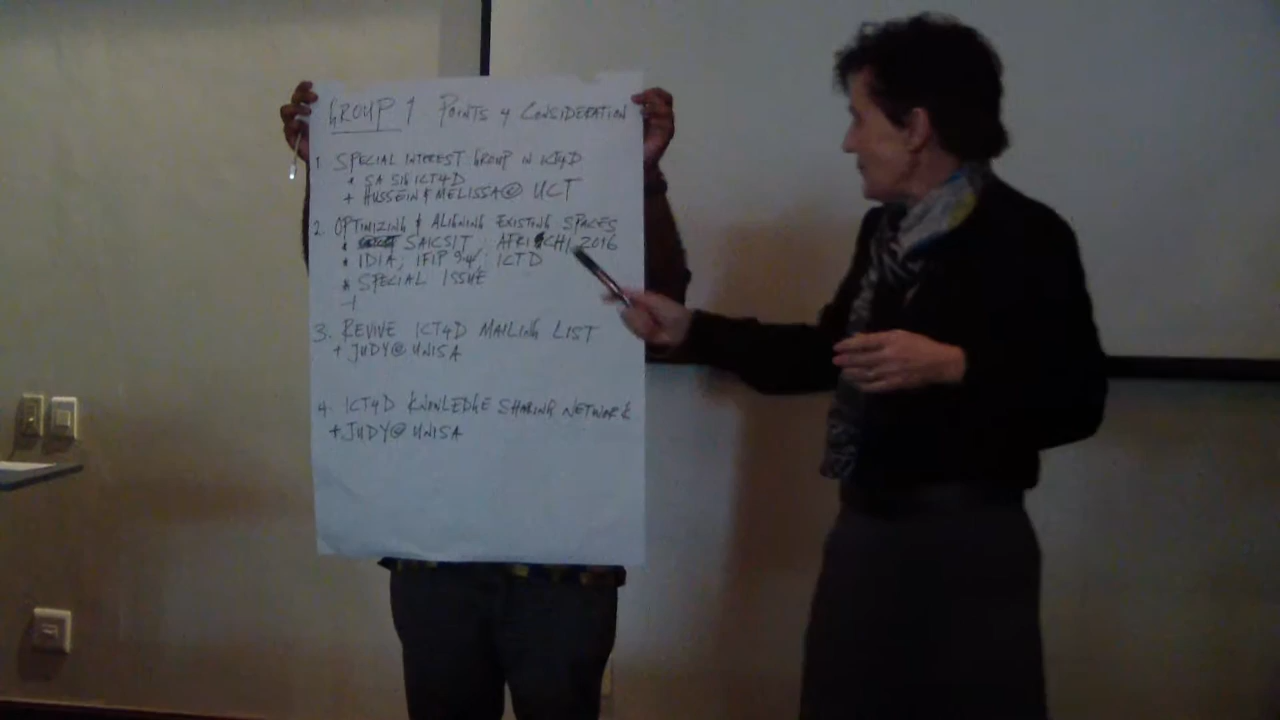 GROUP 1 POINTS 4 CONSIDERATION
1. SPECIAL INTEREST GROUP IN ICT4D
* SA SIG ICT4D
+ HUSSEIN & MELISSA@ UCT
2. OPTIMIZING & ALIGNING EXISTING SPACES
* SAICSIT ; AFRICHI 2016
* IDIA; IFIP 9.4; ICTD
* SPECIAL ISSUE
+
3. REVIVE ICT4D MAILING LIST
+ JUDY@ UNISA
4. ICT4D KNOWLEDGE SHARING NETWORK
+ JUDY@ UNISA